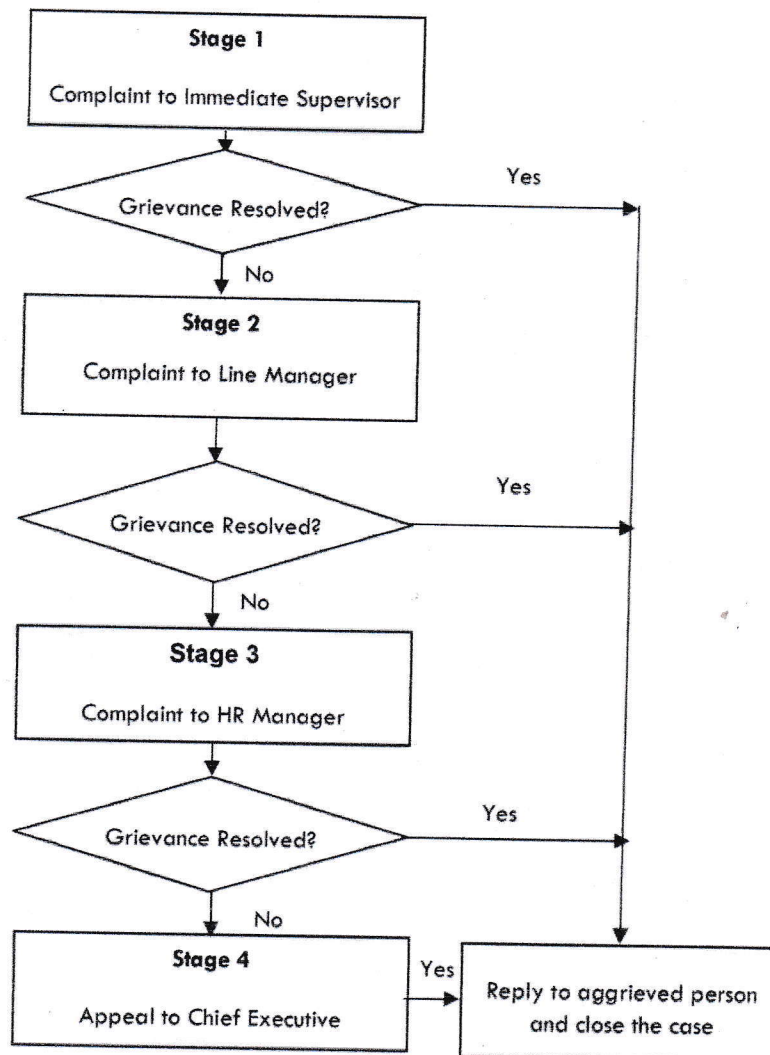 Stage 1
Complaint to Immediate Supervisor
Grievance Resolved?
Yes
No
Stage 2
Complaint to Line Manager
Grievance Resolved?
Yes
No
Stage 3
Complaint to HR Manager
Grievance Resolved?
Yes
No
Stage 4
Appeal to Chief Executive
Yes
Reply to aggrieved person
and close the case